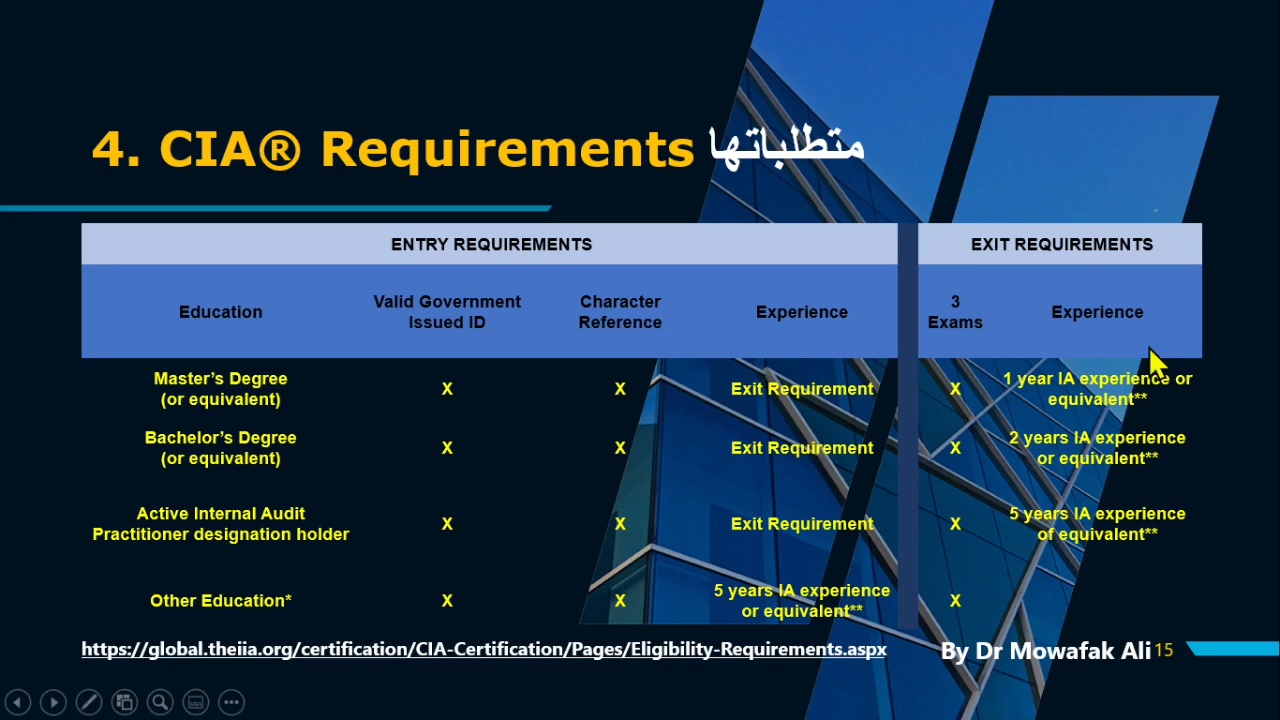 4. CIA® Requirements متطلباتها
ENTRY REQUIREMENTS
EXIT REQUIREMENTS
Education
Valid Government
Issued ID
Character
Reference
Experience
3
Exams
Experience
Master's Degree
(or equivalent)
X
X
Exit Requirement
X
1 year IA experience or
equivalent**
Bachelor's Degree
(or equivalent)
X
X
Exit Requirement
X
2 years IA experience
or equivalent**
Active Internal Audit
Practitioner designation holder
X
X
Exit Requirement
X
5 years IA experience
of equivalent**
Other Education*
X
X
5 years IA experience
or equivalent**
X
https://global.theiia.org/certification/CIA-Certification/Pages/Eligibility-Requirements.aspx
By Dr Mowafak Ali 15